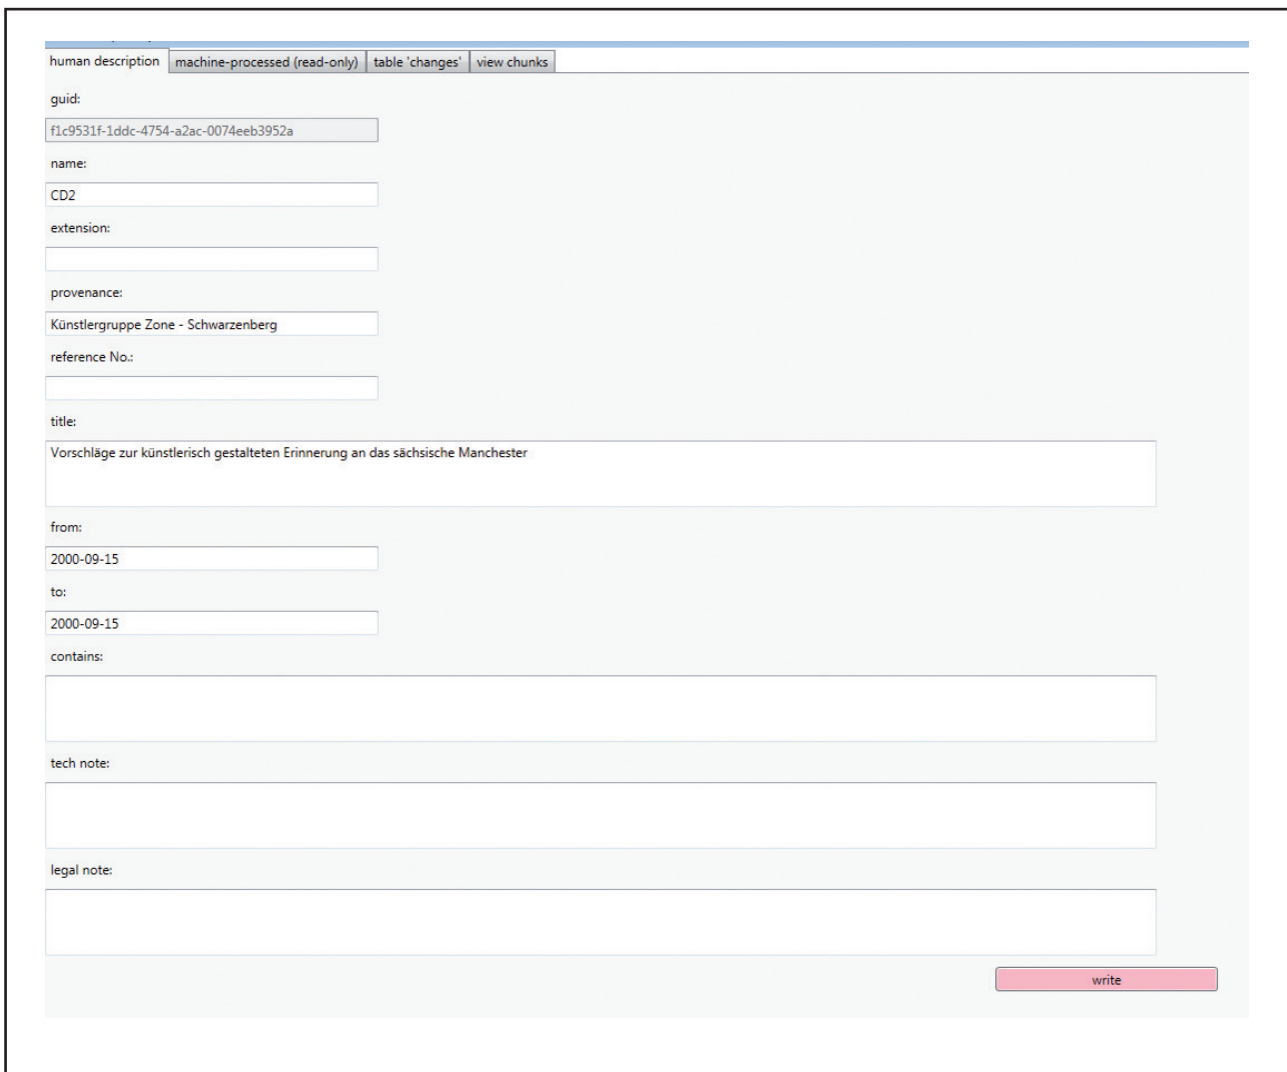 human description machine-processed (read-only) table 'changes' view chunks
guid:
f1c9531f-1ddc-4754-a2ac-0074eeb3952a
name:
CD2
extension:
provenance:
Künstlergruppe Zone - Schwarzenberg
reference No.:
title:
Vorschläge zur künstlerisch gestalteten Erinnerung an das sächsische Manchester
from:
2000-09-15
to:
2000-09-15
contains:
tech note:
legal note:
write